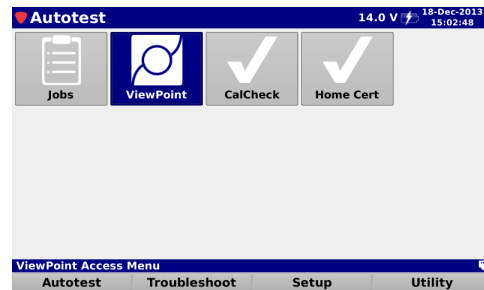 Autotest
14.0 V
18-Dec-2013
15:02:48
Jobs
ViewPoint
CalCheck
Home Cert
ViewPoint Access Menu
Autotest
Troubleshoot
Setup
Utility